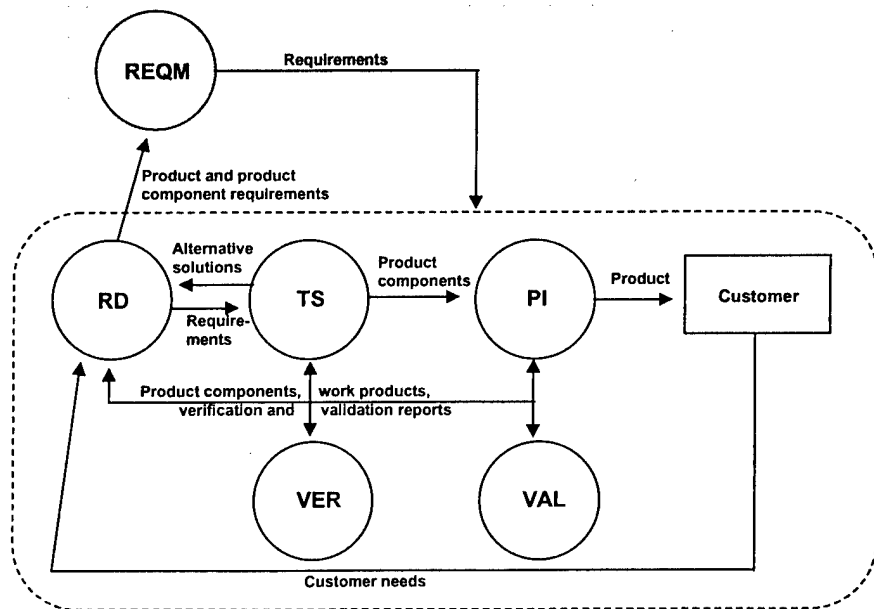 REQM
Requirements
Product and product
component requirements
RD
Alternative
solutions
Require-
ments
TS
Product
components
PI
Product
Customer
Product components,
verification and
work products,
validation reports
VER
VAL
Customer needs